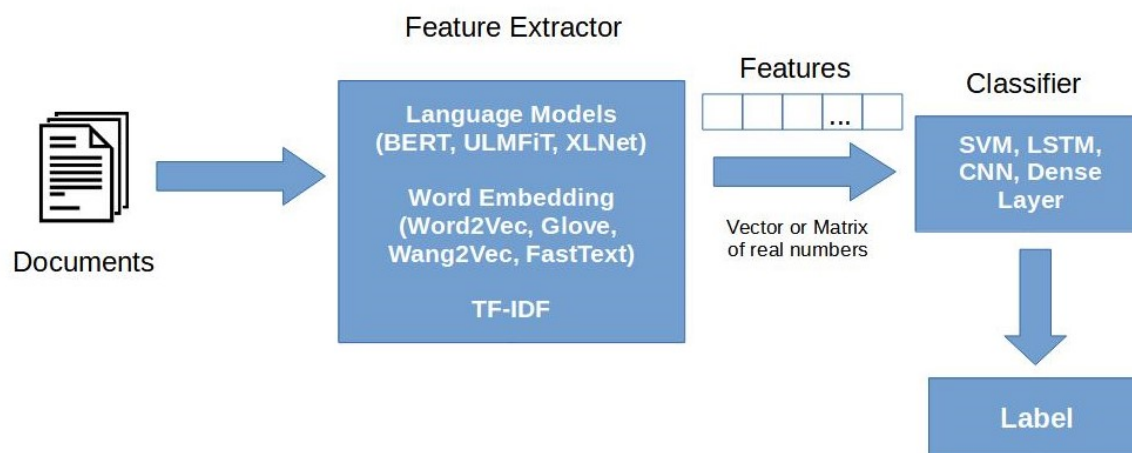 Feature Extractor
Documents
Language Models
(BERT, ULMFiT, XLNet)
Word Embedding
(Word2Vec, Glove,
Wang2Vec, FastText)
TF-IDF
Features
...
Vector or Matrix
of real numbers
Classifier
SVM, LSTM,
CNN, Dense
Layer
Label